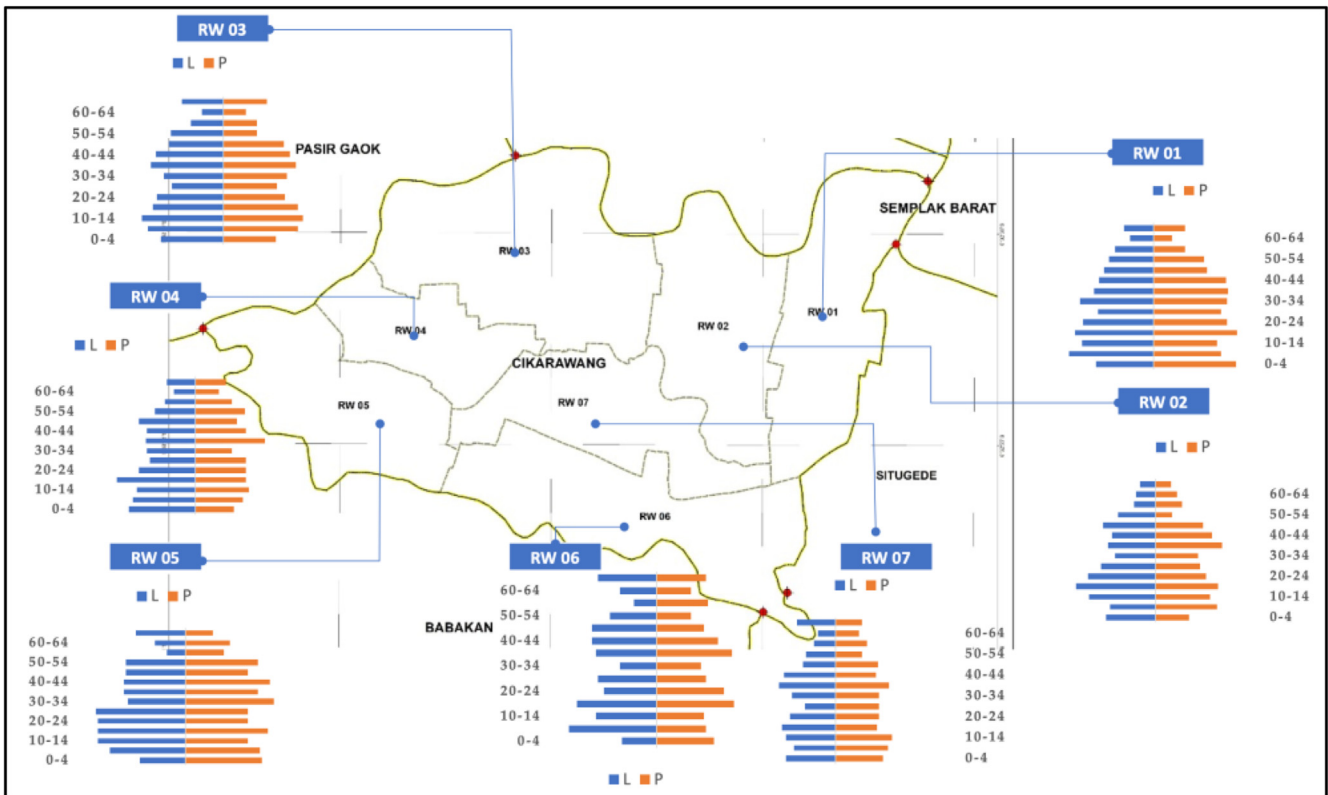 RW 03
L P
60-64
50-54
40-44
30-34
20-24
10-14
0-4
PASIR GAOK
RW 01
L P
SEMPLAK BARAT
60-64
50-54
40-44
30-34
20-24
10-14
0-4
RW 03
RW 04
L P
RW 04
RW 02
RW 01
CIKARAWANG
60-64
50-54
40-44
30-34
20-24
10-14
0-4
RW 05
RW 07
RW 02
L P
SITUGEDE
60-64
50-54
40-44
30-34
20-24
10-14
0-4
RW 06
RW 05
L P
BABAKAN
60-64
50-54
40-44
30-34
20-24
10-14
0-4
RW 06
60-64
50-54
40-44
30-34
20-24
10-14
0-4
L P
RW 07
L P
60-64
50-54
40-44
30-34
20-24
10-14
0-4